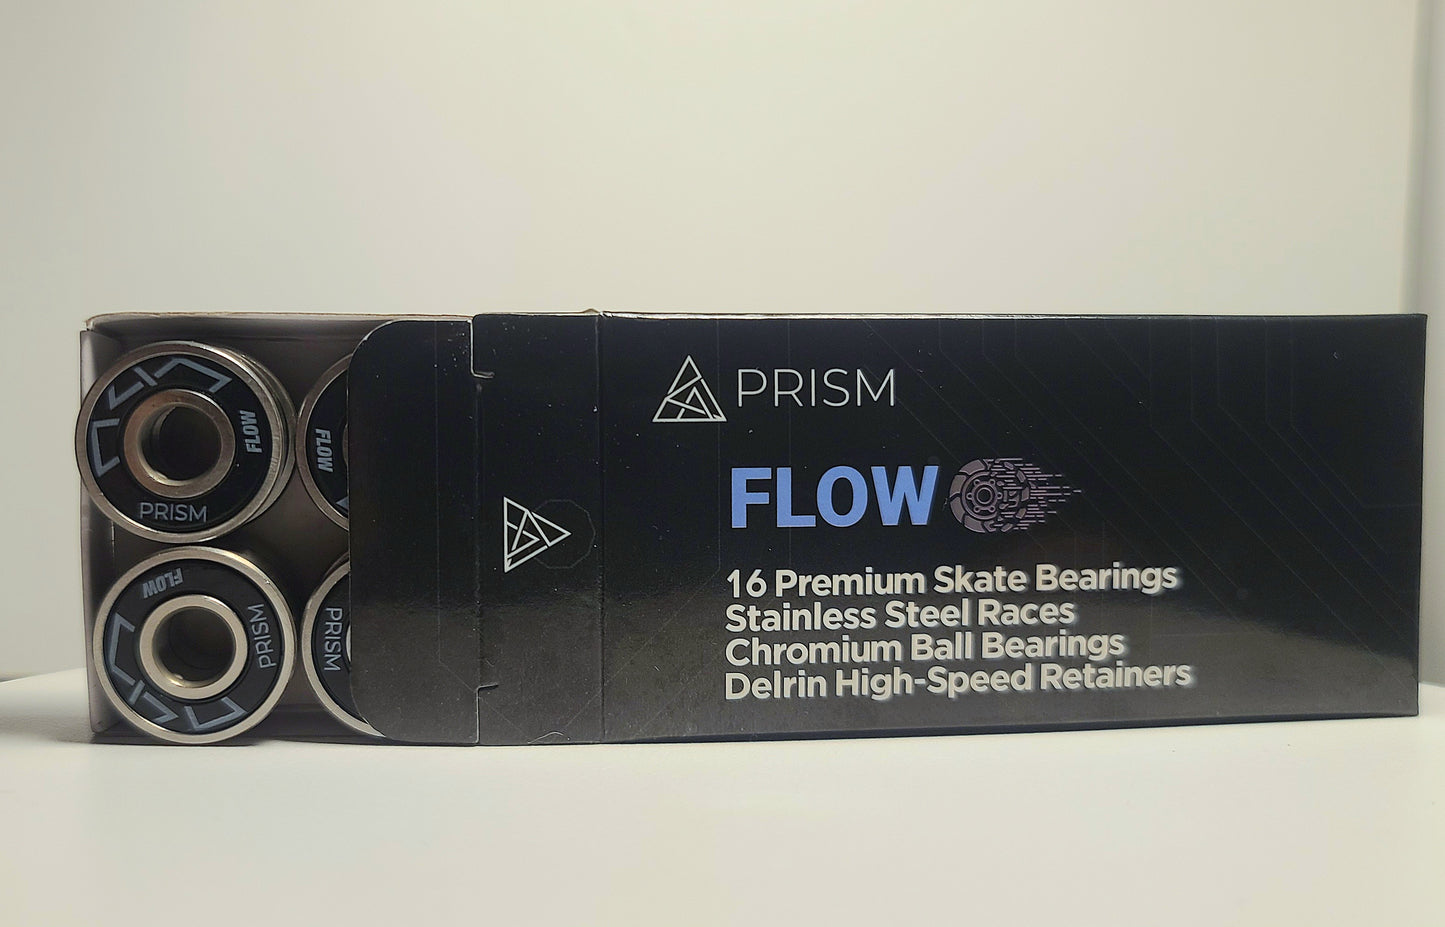 FLOW
PRISM
FLOW
FLOW
PRISM
PRISM
PRISM
FLOW
16 Premium Skate Bearings
Stainless Steel Races
Chromium Ball Bearings
Delrin High-Speed Retainers